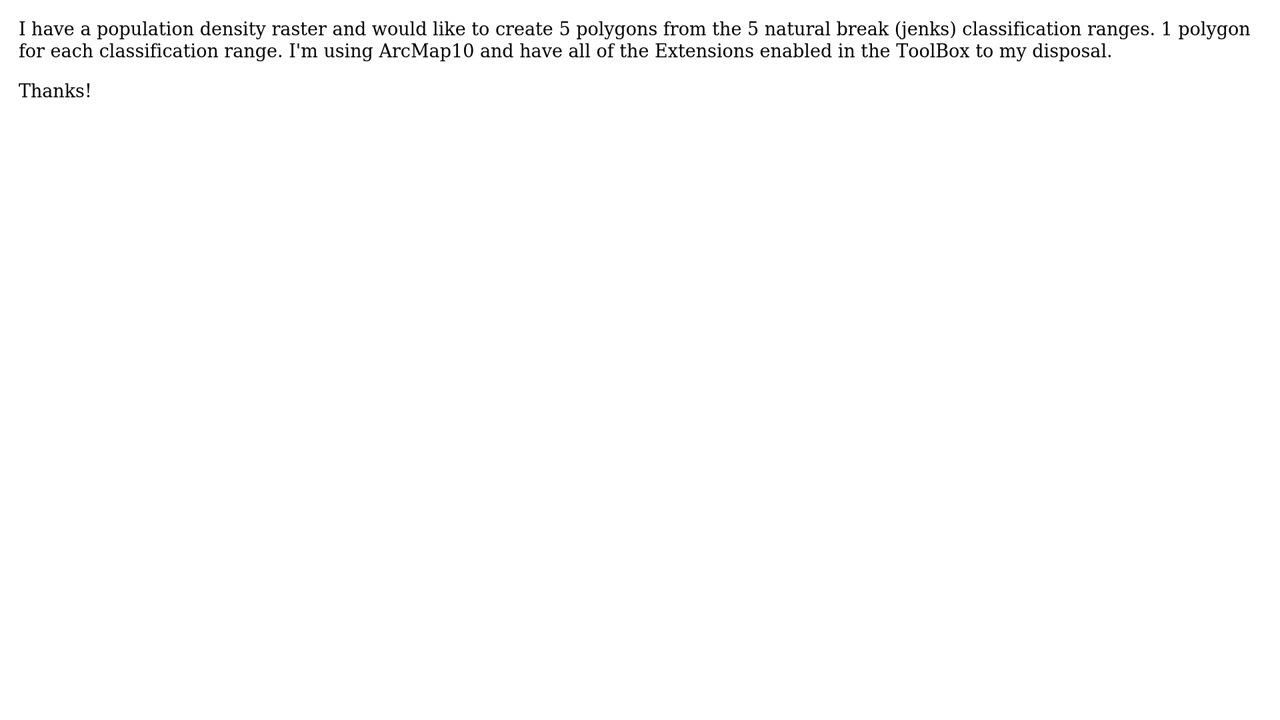 I have a population density raster and would like to create 5 polygons from the 5 natural break (jenks) classification ranges. 1 polygon
for each classification range. I'm using ArcMap10 and have all of the Extensions enabled in the ToolBox to my disposal.
Thanks!